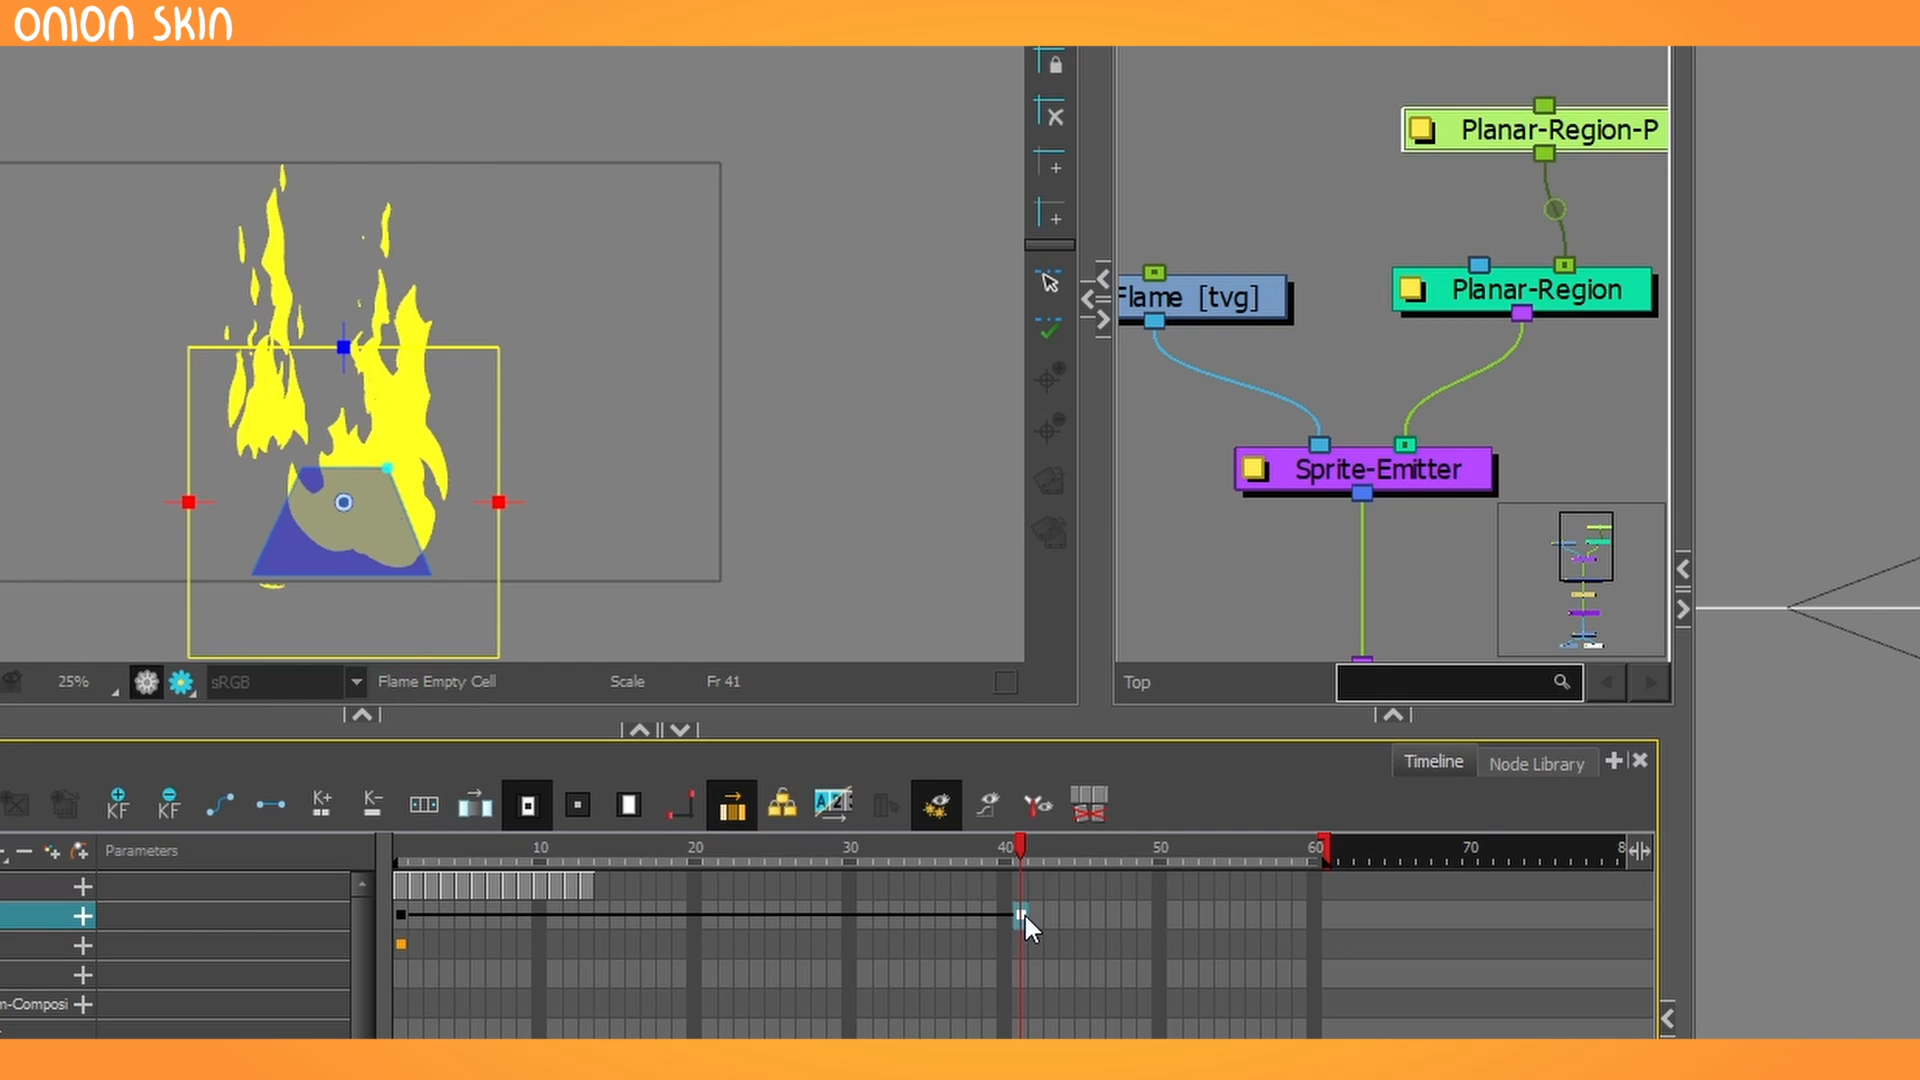 ONION SKIN
Planar-Region-P
Flame [tvg]
Planar-Region
Sprite-Emitter
25%
sRGB
Flame Empty Cell
Scale
Fr 41
Top
Timeline
Node Library
KF
KF
K+
K-
Parameters
10
20
30
40
50
60
70
8
m-Composi